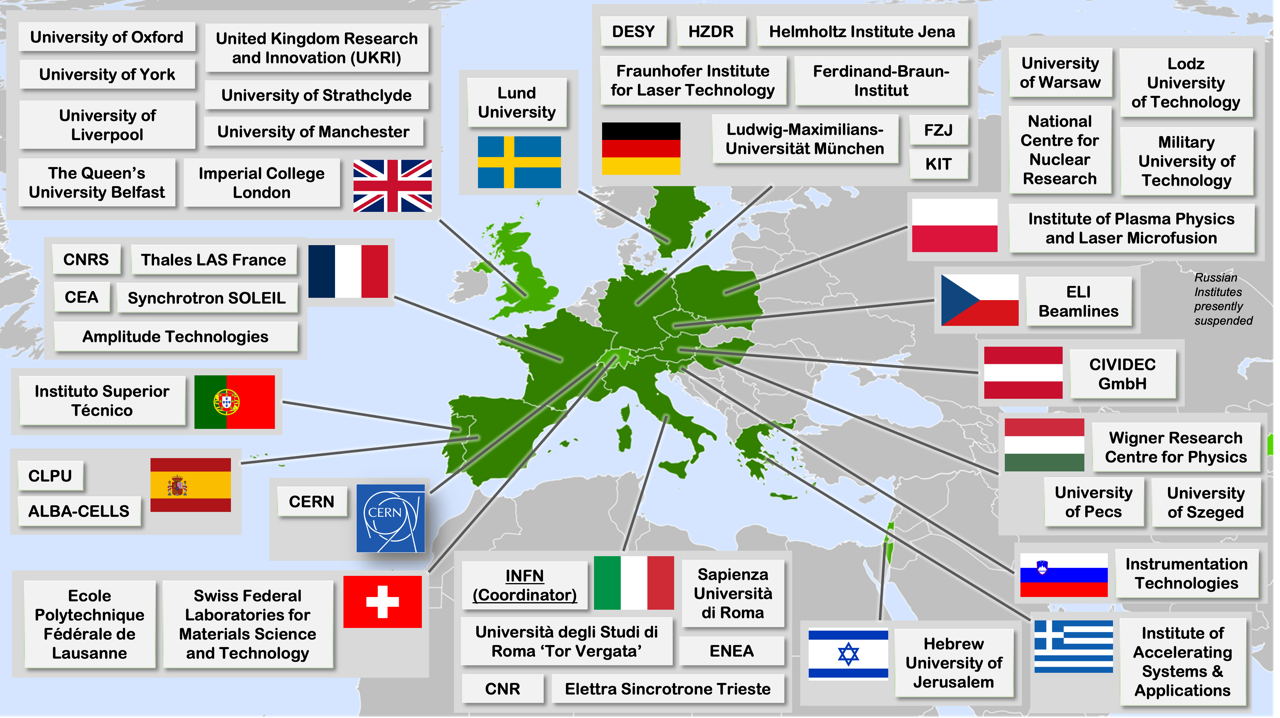 University of Oxford
United Kingdom Research
and Innovation (UKRI)
University of York
University of Strathclyde
University of
Liverpool
University of Manchester
The Queen's
University Belfast
Imperial College
London
Lund
University
DESY
HZDR
Helmholtz Institute Jena
Fraunhofer Institute
for Laser Technology
Ferdinand-Braun-
Institut
Ludwig-Maximilians-
Universität München
FZJ
KIT
University
of Warsaw
Lodz
University
of Technology
National
Centre for
Nuclear
Research
Military
University of
Technology
Institute of Plasma Physics
and Laser Microfusion
CNRS
Thales LAS France
CEA
Synchrotron SOLEIL
Amplitude Technologies
ELI
Beamlines
Russian
Institutes
presently
suspended
CIVIDEC
GmbH
Instituto Superior
Técnico
Wigner Research
Centre for Physics
University
of Pecs
University
of Szeged
CLPU
ALBA-CELLS
CERN
CERN
Instrumentation
Technologies
Ecole
Polytechnique
Fédérale de
Lausanne
Swiss Federal
Laboratories for
Materials Science
and Technology
INFN
(Coordinator)
Sapienza
Università
di Roma
Università degli Studi di
Roma ‘Tor Vergata’
ENEA
CNR
Elettra Sincrotrone Trieste
Hebrew
University of
Jerusalem
Institute of
Accelerating
Systems &
Applications